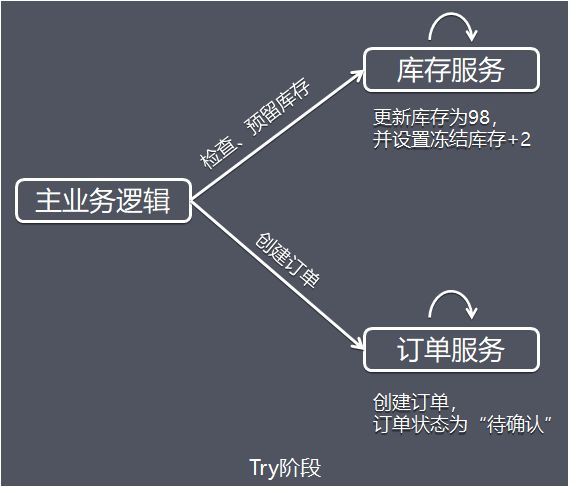 库存服务
更新库存为98，
并设置冻结库存+2
检查、预留库存
主业务逻辑
创建订单
订单服务
创建订单，
订单状态为“待确认”
Try阶段